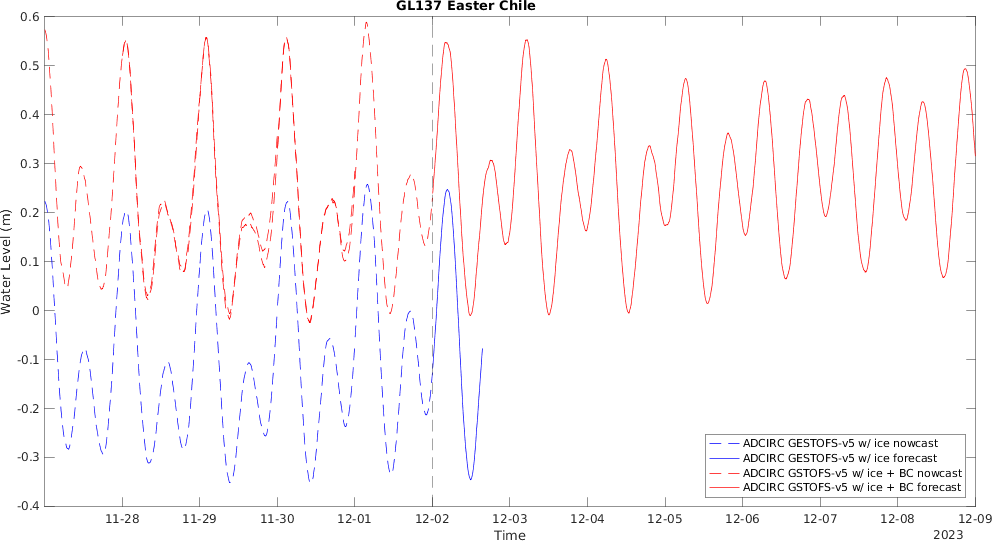 GL137 Easter Chile
0.6
0.5
0.4
0.3
0.2
0.1
0
-0.1
-0.2
-0.3
-0.4
Water Level (m)
ADCIRC GESTOFS-v5 w/ ice nowcast
ADCIRC GESTOFS-v5 w/ ice forecast
ADCIRC GSTOFS-v5 w/ ice + BC nowcast
ADCIRC GSTOFS-v5 w/ ice + BC forecast
11-28 11-29 11-30 12-01 12-02 12-03 12-04 12-05 12-06 12-07 12-08 12-09
Time
2023